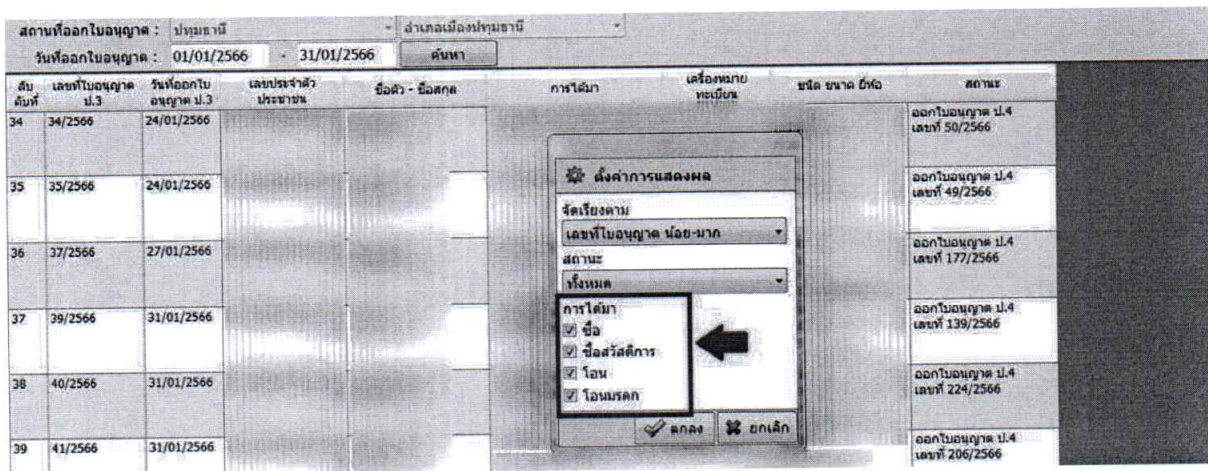 สถานที่ออกใบอนุญาต : ปทุมธานี อำเภอเมืองปทุมธานี
วันที่ออกใบอนุญาต : 01/01/2566 - 31/01/2566 ค้นหา
ลำดับที่ เลขที่ใบอนุญาต ป.3 วันที่ออกใบอนุญาต ป.3 เลขประจำตัวประชาชน ชื่อตัว - ชื่อสกุล การได้มา เครื่องหมายทะเบียน ชนิด ขนาด ยี่ห้อ สถานะ
34 34/2566 24/01/2566 ออกใบอนุญาต ป.4
เลขที่ 50/2566
35 35/2566 24/01/2566 ออกใบอนุญาต ป.4
เลขที่ 49/2566
36 37/2566 27/01/2566 ออกใบอนุญาต ป.4
เลขที่ 177/2566
37 39/2566 31/01/2566 ออกใบอนุญาต ป.4
เลขที่ 139/2566
38 40/2566 31/01/2566 ออกใบอนุญาต ป.4
เลขที่ 224/2566
39 41/2566 31/01/2566 ออกใบอนุญาต ป.4
เลขที่ 206/2566
ตั้งค่าการแสดงผล
จัดเรียงตาม
เลขที่ใบอนุญาต น้อย-มาก
สถานะ
ทั้งหมด
การได้มา
ซื้อ
ซื้อสวัสดิการ
โอน
โอนมรดก
ตกลง ยกเลิก